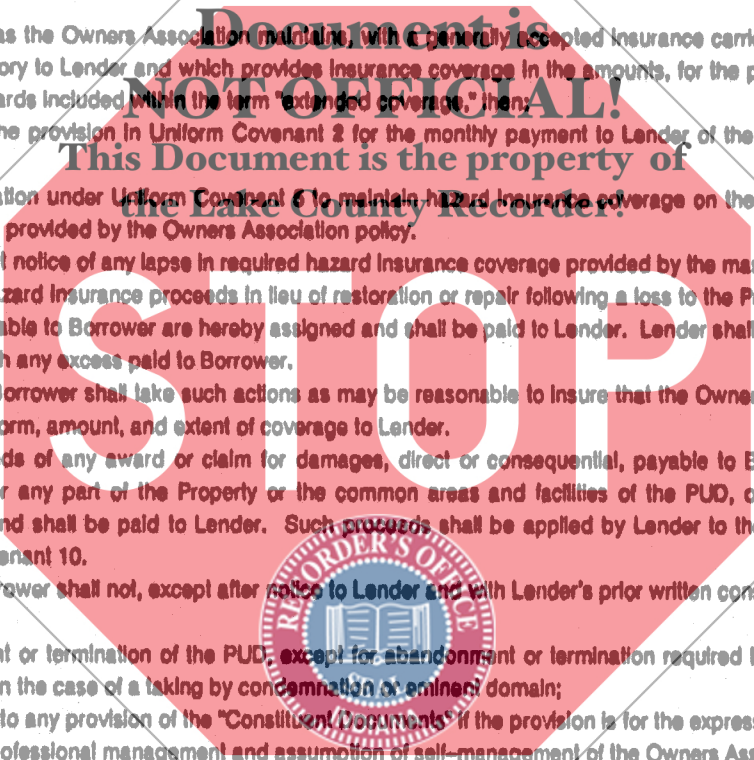 Document is
NOT OFFICIAL!
This Document is the property of
the Lake County Recorder!
STOP
RECORDER'S OFFICE
SEAL
as the Owners Association maintains, with a generally accepted insurance
ory to Lender and which provides insurance coverage in the amounts, for the
ards included within the term "extended coverage," then:
he provision in Uniform Covenant 2 for the monthly payment to Lender of the
ation under Uniform Covenant 5 to maintain hazard insurance coverage on the
provided by the Owners Association policy.
t notice of any lapse in required hazard insurance coverage provided by the
zard insurance proceeds in lieu of restoration or repair following a loss to the
able to Borrower are hereby assigned and shall be paid to Lender. Lender shal
h any excess paid to Borrower.
orrower shall take such actions as may be reasonable to insure that the Owne
orm, amount, and extent of coverage to Lender.
ds of any award or claim for damages, direct or consequential, payable to B
r any part of the Property or the common areas and facilities of the PUD,
nd shall be paid to Lender. Such proceeds shall be applied by Lender to the
enant 10.
rower shall not, except after notice to Lender and with Lender's prior written con
nt or termination of the PUD, except for abandonment or termination required
n the case of a taking by condemnation or eminent domain;
to any provision of the "Constituent Documents" if the provision is for the expres
ofessional management and assumption of self-management of the Owners Ass